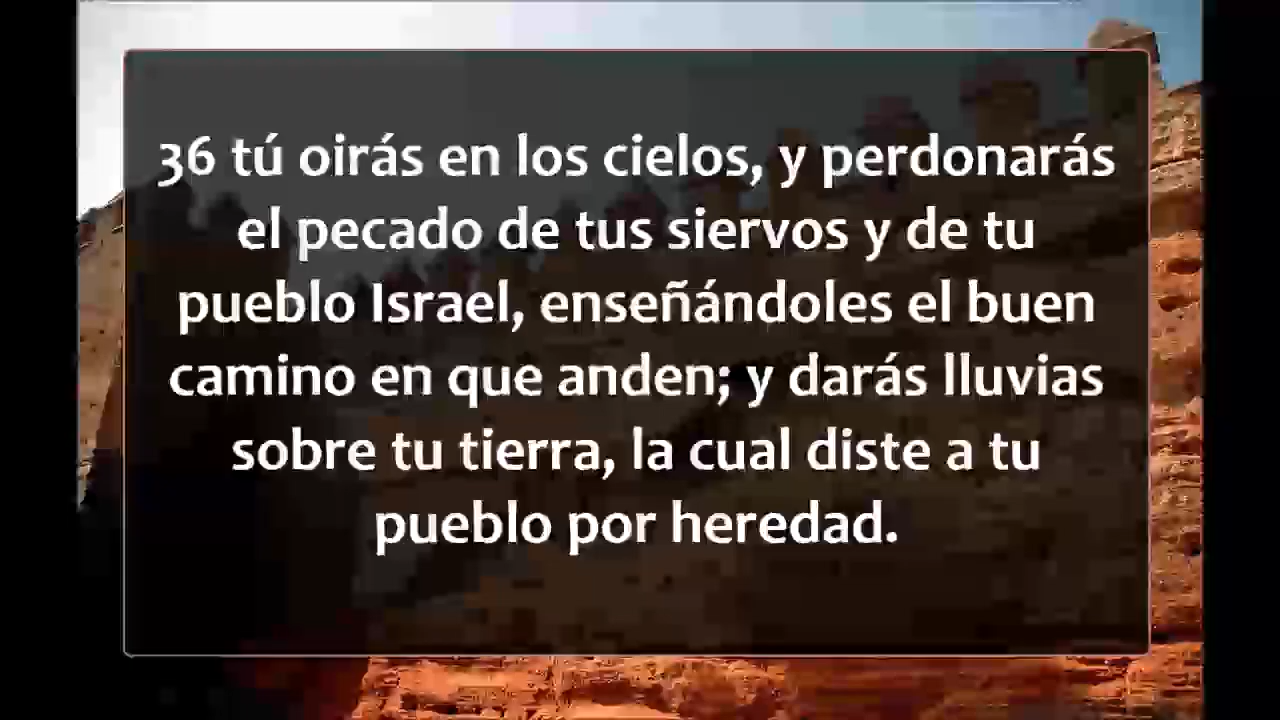 36 tú oirás en los cielos, y perdonarás
el pecado de tus siervos y de tu
pueblo Israel, enseñándoles el buen
camino en que anden; y darás lluvias
sobre tu tierra, la cual diste a tu
pueblo por heredad.